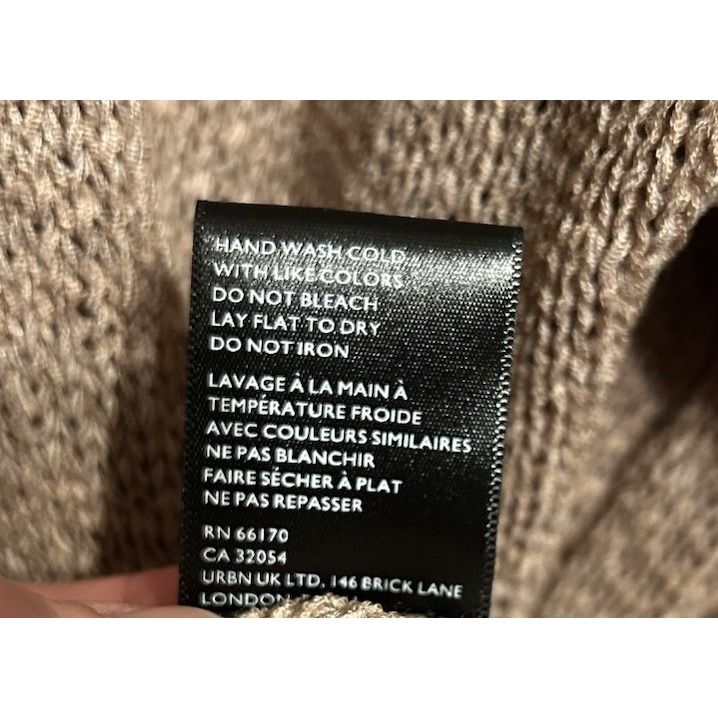 HAND WASH COLD
WITH LIKE COLORS
DO NOT BLEACH
LAY FLAT TO DRY
DO NOT IRON
LAVAGE À LA MAIN À
TEMPÉRATURE FROIDE
AVEC COULEURS SIMILAIRES
NE PAS BLANCHIR
FAIRE SÉCHER À PLAT
NE PAS REPASSER
RN 66170
CA 32054
URBN UK LTD, 146 BRICK LANE
LONDON